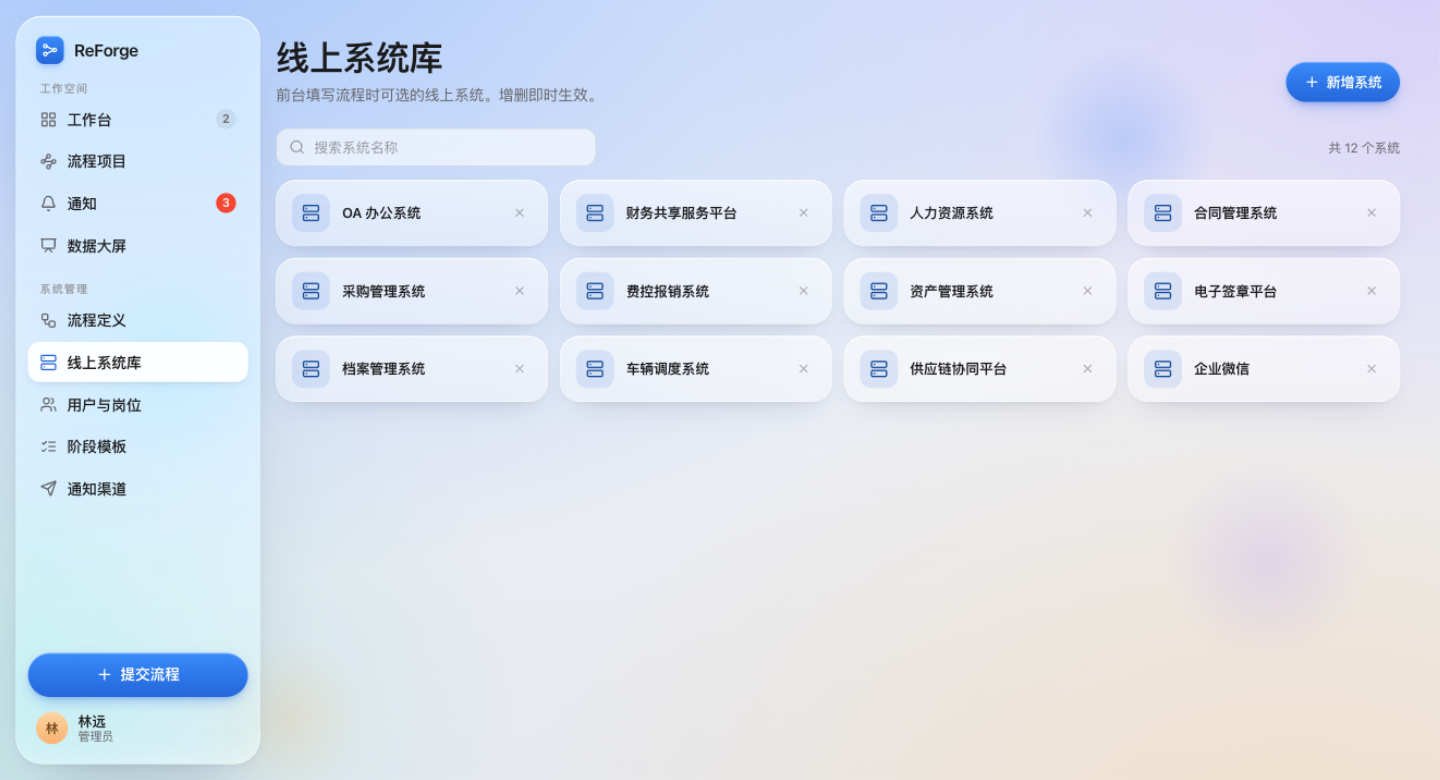 ReForge
工作空间
工作台 2
流程项目
通知 3
数据大屏
系统管理
流程定义
线上系统库
用户与岗位
阶段模板
通知渠道
提交流程
林
林远
管理员
线上系统库
前台填写流程时可选的线上系统。增删即时生效。
新增系统
搜索系统名称
共 12 个系统
OA 办公系统
财务共享服务平台
人力资源系统
合同管理系统
采购管理系统
费控报销系统
资产管理系统
电子签章平台
档案管理系统
车辆调度系统
供应链协同平台
企业微信